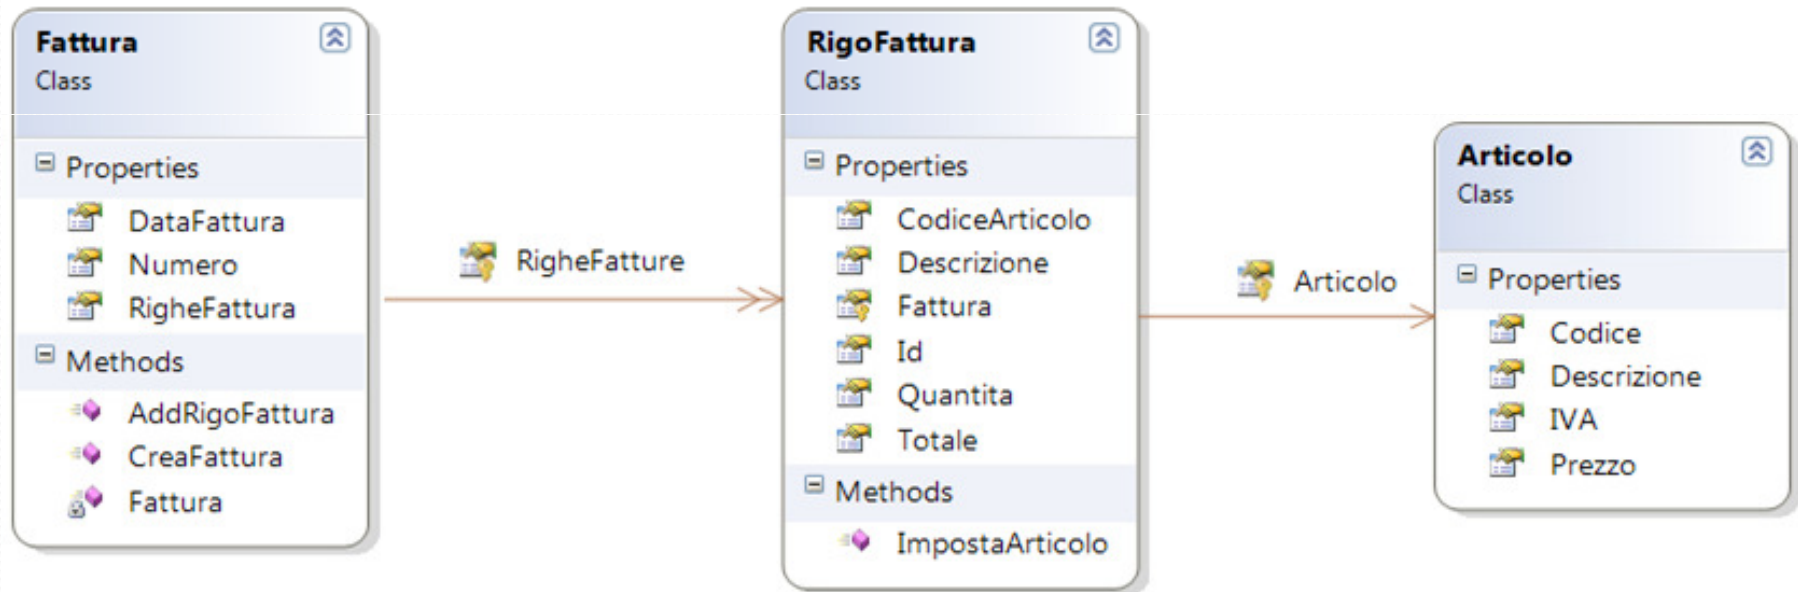 Fattura
Class
Properties
DataFattura
Numero
RigheFattura
Methods
AddRigoFattura
CreaFattura
Fattura
RigheFatture
RigoFattura
Class
Properties
CodiceArticolo
Descrizione
Fattura
Id
Quantita
Totale
Methods
ImpostaArticolo
Articolo
Articolo
Class
Properties
Codice
Descrizione
IVA
Prezzo